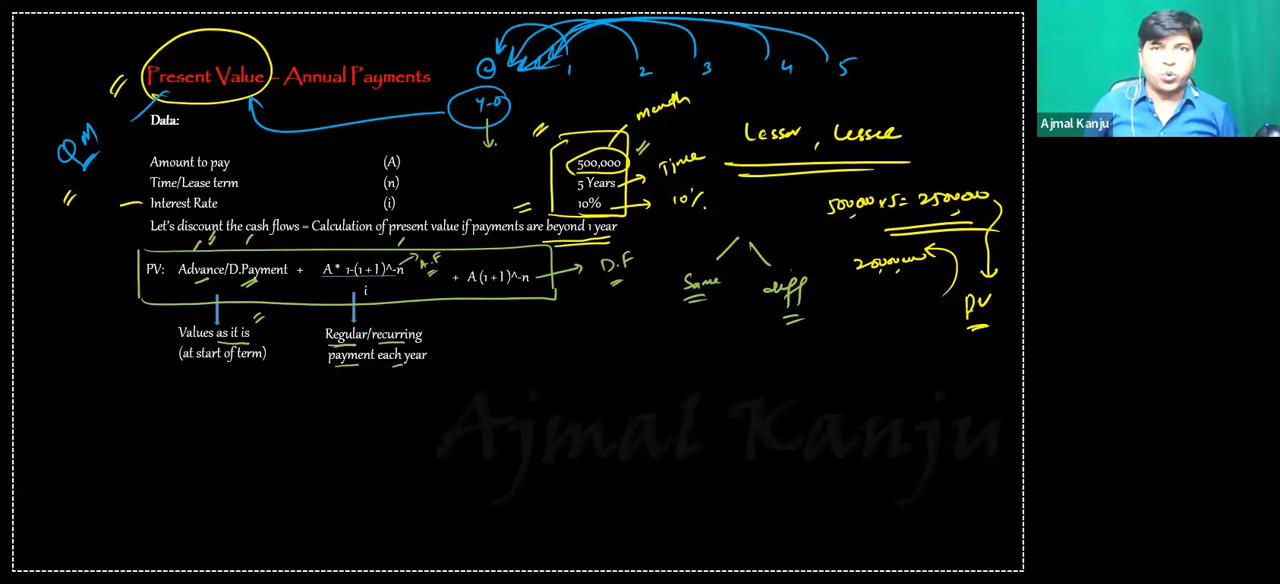 0 1 2 3 4 5
Present Value – Annual Payments
Y-0
month
Data:
QM
Lessor, Lessee
Ajmal Kanju
Amount to pay (A) 500,000
Time
Time/Lease term (n) 5 Years
Interest Rate (i) 10% 10%
500000 x 5 = 2500000
Let's discount the cash flows = Calculation of present value if payments are beyond 1 year
PV: Advance/D.Payment + A* 1-(1+1)^-n + A (1+1)^-n
i
A.F
D.F
2000000
Same diff
PV
Values as it is Regular/recurring
(at start of term) payment each year
Ajmal Kanju